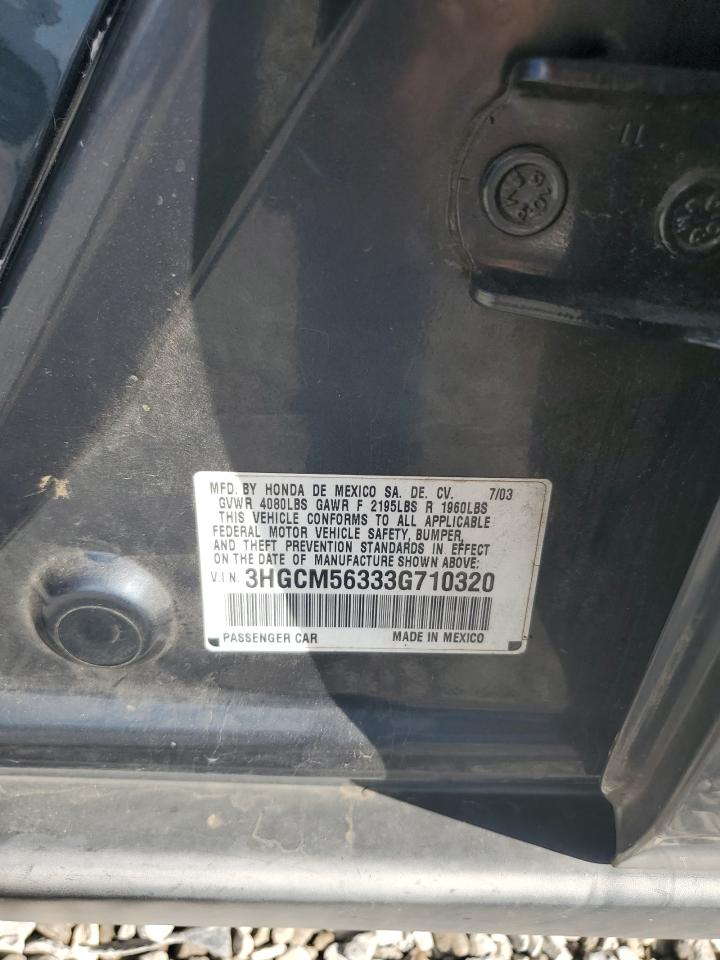 11
MFD. BY HONDA DE MEXICO SA. DE. CV. 7/03
GVWR 4080LBS GAWR F 2195LBS R 1960LBS
THIS VEHICLE CONFORMS TO ALL APPLICABLE
FEDERAL MOTOR VEHICLE SAFETY, BUMPER,
AND THEFT PREVENTION STANDARDS IN EFFECT
ON THE DATE OF MANUFACTURE SHOWN ABOVE:
V.I.N. 3HGCM56333G710320
PASSENGER CAR MADE IN MEXICO